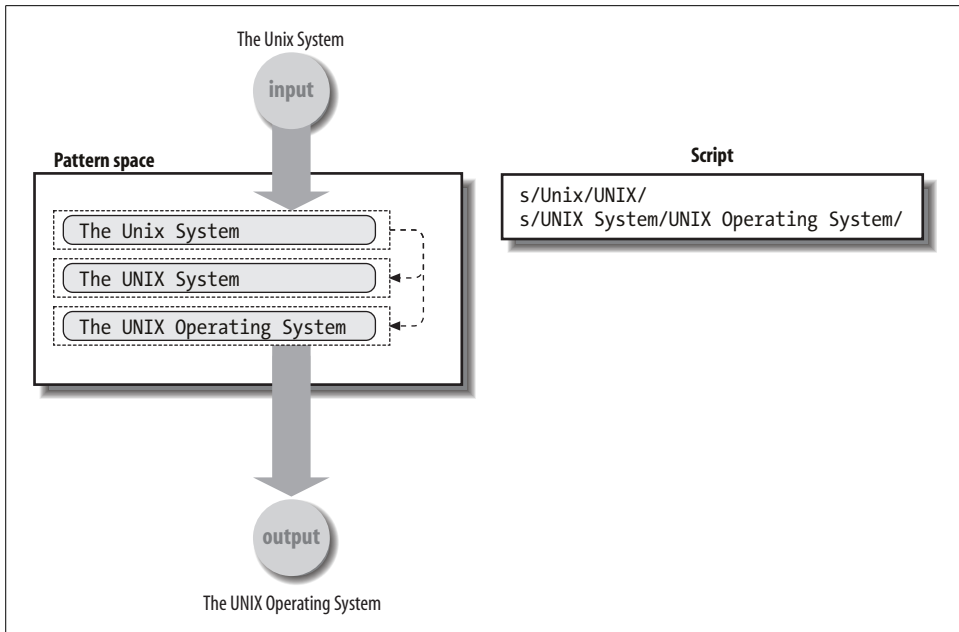 The Unix System
input
Pattern space
The Unix System
The UNIX System
The UNIX Operating System
output
The UNIX Operating System
Script
s/Unix/UNIX/
s/UNIX System/UNIX Operating System/